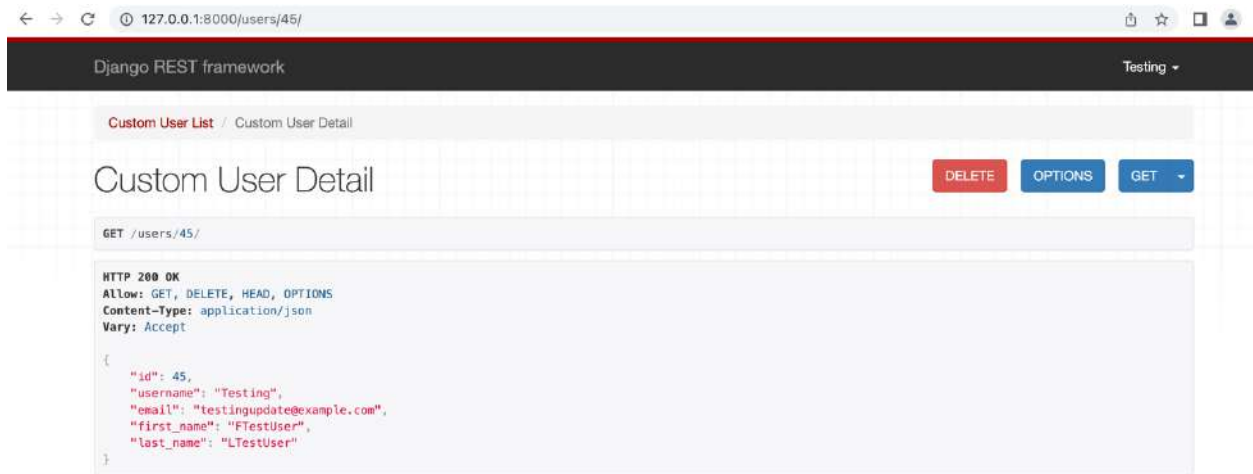 127.0.0.1:8000/users/45/
Django REST framework
Testing
Custom User List / Custom User Detail
Custom User Detail
DELETE OPTIONS GET
GET /users/45/
HTTP 200 OK
Allow: GET, DELETE, HEAD, OPTIONS
Content-Type: application/json
Vary: Accept
{
"id": 45,
"username": "Testing",
"email": "testingupdate@example.com",
"first_name": "FTestUser",
"last_name": "LTestUser"
}